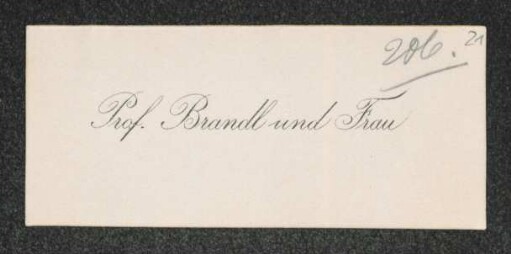 206. 21
Prof. Brandl und Frau